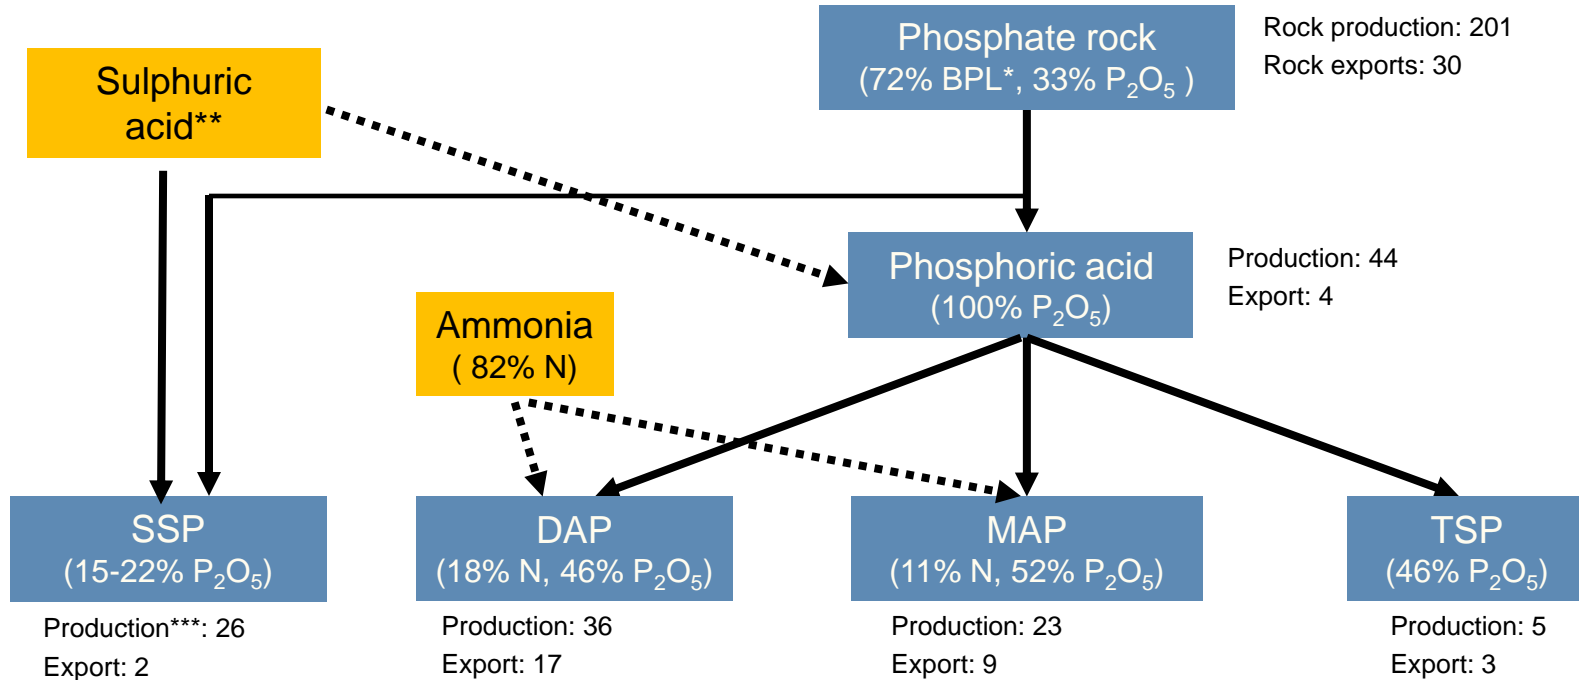 Phosphate rock
(72% BPL*, 33% P₂O₅ )
Rock production: 201
Rock exports: 30
Sulphuric
acid**
Phosphoric acid
(100% P₂O₅)
Production: 44
Export: 4
Ammonia
( 82% N)
SSP
(15-22% P₂O₅)
Production***: 26
Export: 2
DAP
(18% N, 46% P₂O₅)
Production: 36
Export: 17
MAP
(11% N, 52% P₂O₅)
Production: 23
Export: 9
TSP
(46% P₂O₅)
Production: 5
Export: 3